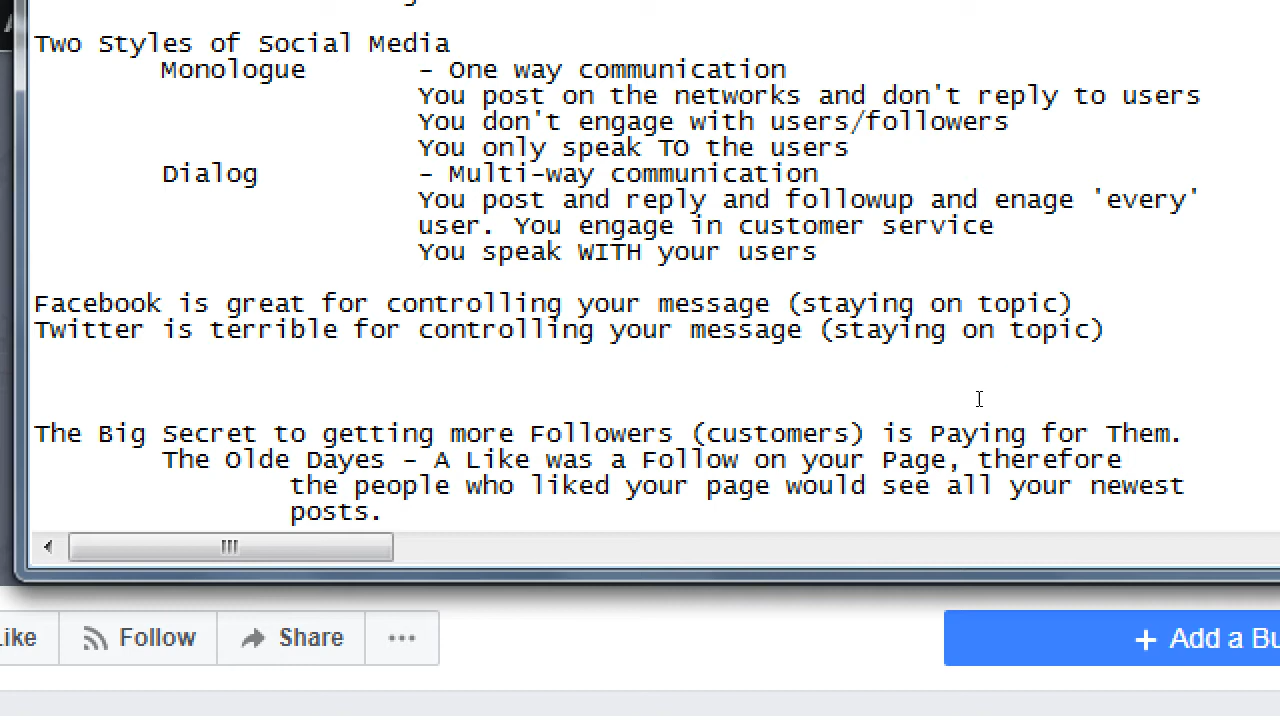 Two Styles of Social Media
Monologue - One way communication
You post on the networks and don't reply to users
You don't engage with users/followers
You only speak TO the users
Dialog - Multi-way communication
You post and reply and followup and enage 'every'
user. You engage in customer service
You speak WITH your users
Facebook is great for controlling your message (staying on topic)
Twitter is terrible for controlling your message (staying on topic)
The Big Secret to getting more Followers (customers) is Paying for Them.
The Olde Dayes - A Like was a Follow on your Page, therefore
the people who liked your page would see all your newest
posts.
Like Follow Share ... + Add a Bu